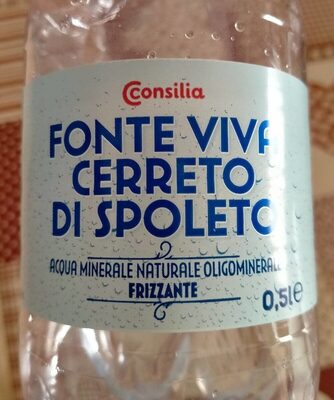 Consilia
FONTE VIVA
CERRETO
DI SPOLETO
ACQUA MINERALE NATURALE OLIGOMINERALE
FRIZZANTE
0,5l e